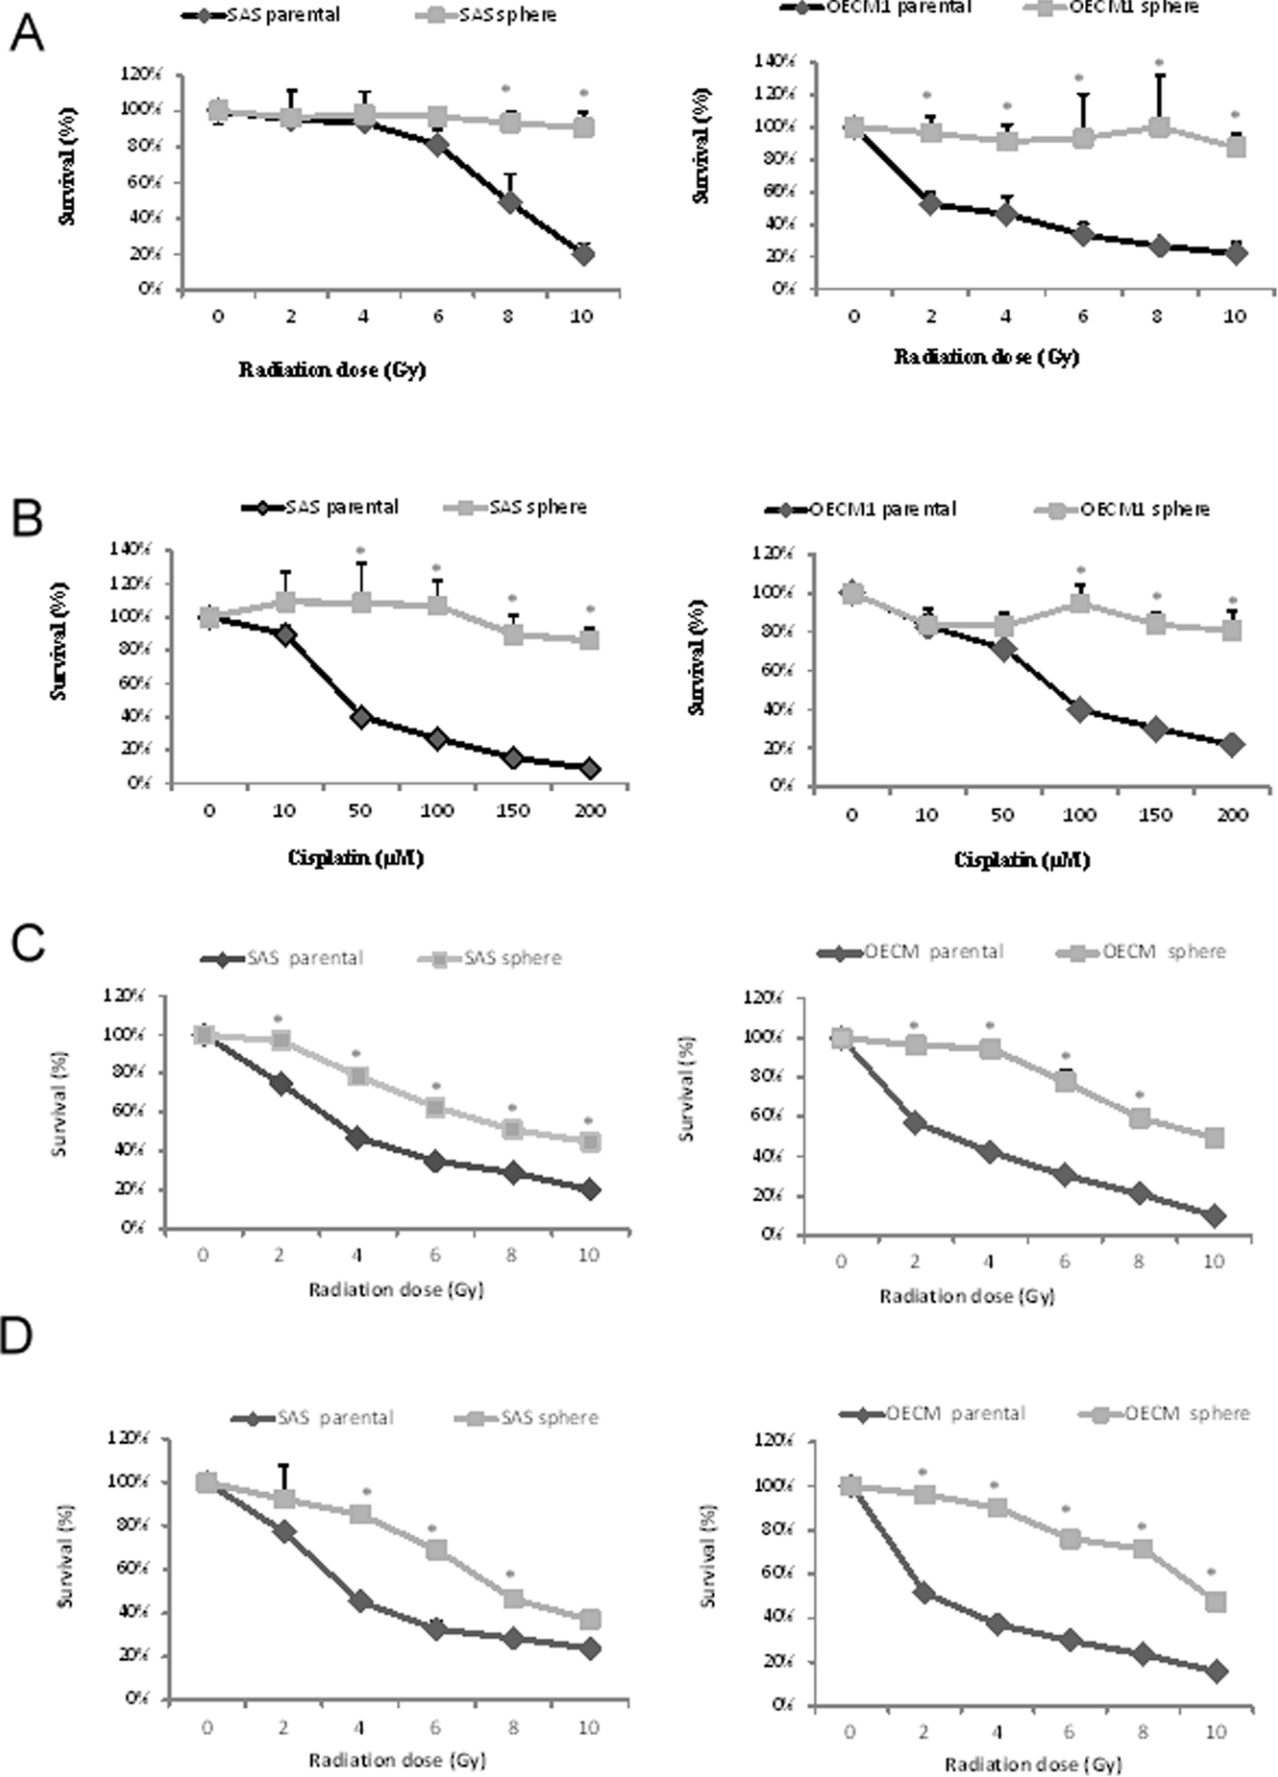 A
SAS parental SAS sphere
120%
100%
80%
60%
40%
20%
0%
Survival (%)
0 2 4 6 8 10
Radiation dose (Gy)
OECM1 parental OECM1 sphere
140%
120%
100%
80%
60%
40%
20%
0%
Survival (%)
0 2 4 6 8 10
Radiation dose (Gy)
B
SAS parental SAS sphere
140%
120%
100%
80%
60%
40%
20%
0%
Survival (%)
0 10 50 100 150 200
Cisplatin (µM)
OECM1 parental OECM1 sphere
120%
100%
80%
60%
40%
20%
0%
Survival (%)
0 10 50 100 150 200
Cisplatin (µM)
C
SAS parental SAS sphere
120%
100%
80%
60%
40%
20%
0%
Survival (%)
0 2 4 6 8 10
Radiation dose (Gy)
OECM parental OECM sphere
120%
100%
80%
60%
40%
20%
0%
Survival (%)
0 2 4 6 8 10
Radiation dose (Gy)
D
SAS parental SAS sphere
120%
100%
80%
60%
40%
20%
0%
Survival (%)
0 2 4 6 8 10
Radiation dose (Gy)
OECM parental OECM sphere
120%
100%
80%
60%
40%
20%
0%
Survival (%)
0 2 4 6 8 10
Radiation dose (Gy)